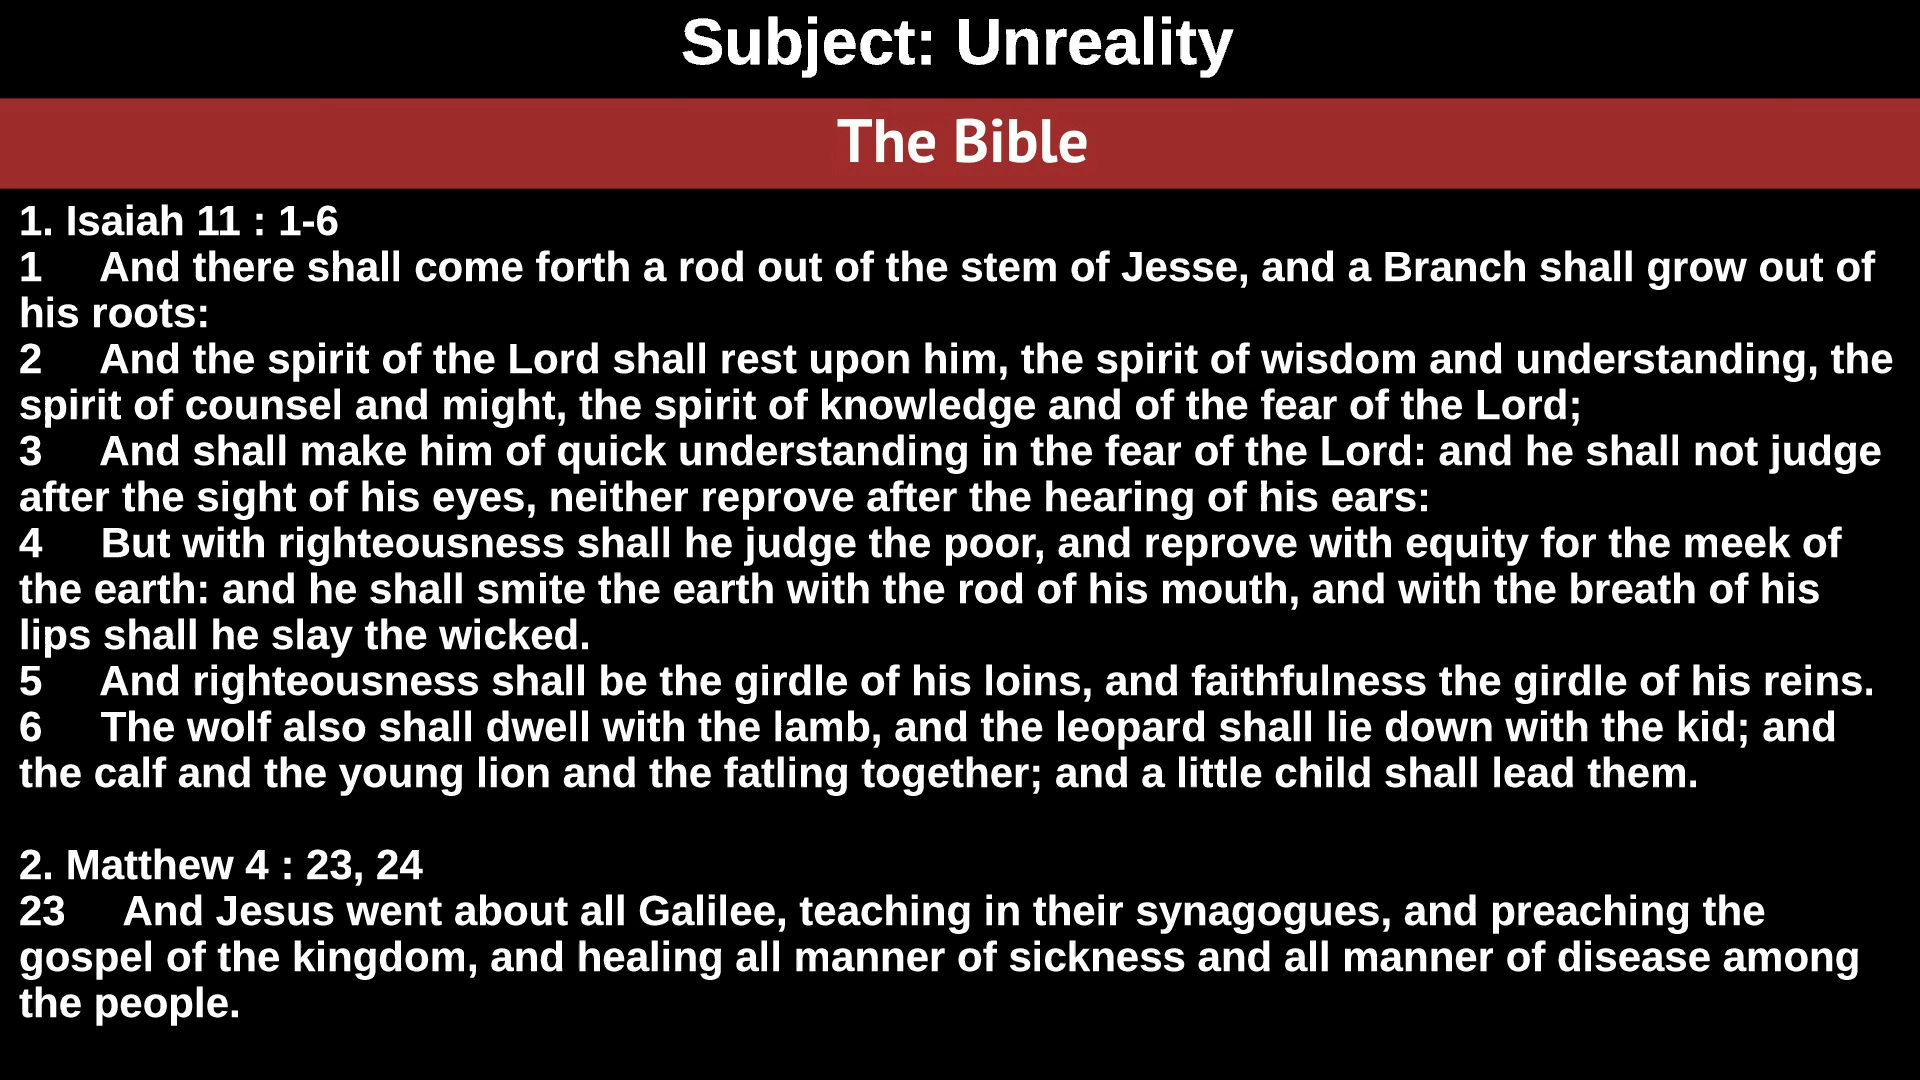 Subject: Unreality
The Bible
1. Isaiah 11 : 1-6
1 And there shall come forth a rod out of the stem of Jesse, and a Branch shall grow out of
his roots:
2 And the spirit of the Lord shall rest upon him, the spirit of wisdom and understanding, the
spirit of counsel and might, the spirit of knowledge and of the fear of the Lord;
3 And shall make him of quick understanding in the fear of the Lord: and he shall not judge
after the sight of his eyes, neither reprove after the hearing of his ears:
4 But with righteousness shall he judge the poor, and reprove with equity for the meek of
the earth: and he shall smite the earth with the rod of his mouth, and with the breath of his
lips shall he slay the wicked.
5 And righteousness shall be the girdle of his loins, and faithfulness the girdle of his reins.
6 The wolf also shall dwell with the lamb, and the leopard shall lie down with the kid; and
the calf and the young lion and the fatling together; and a little child shall lead them.
2. Matthew 4 : 23, 24
23 And Jesus went about all Galilee, teaching in their synagogues, and preaching the
gospel of the kingdom, and healing all manner of sickness and all manner of disease among
the people.